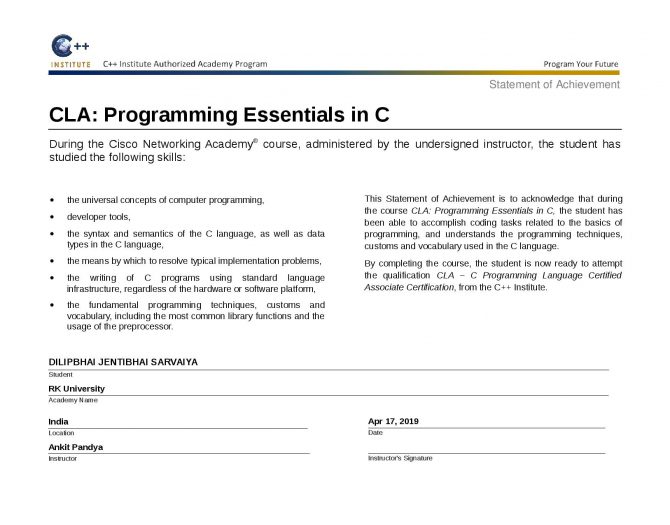 C++
INSTITUTE
C++ Institute Authorized Academy Program
Program Your Future
Statement of Achievement
CLA: Programming Essentials in C
During the Cisco Networking Academy® course, administered by the undersigned instructor, the student has
studied the following skills:
• the universal concepts of computer programming,
• developer tools,
• the syntax and semantics of the C language, as well as data
types in the C language,
• the means by which to resolve typical implementation problems,
• the writing of C programs using standard language
infrastructure, regardless of the hardware or software platform,
• the fundamental programming techniques, customs and
vocabulary, including the most common library functions and the
usage of the preprocessor.
This Statement of Achievement is to acknowledge that during
the course CLA: Programming Essentials in C, the student has
been able to accomplish coding tasks related to the basics of
programming, and understands the programming techniques,
customs and vocabulary used in the C language.
By completing the course, the student is now ready to attempt
the qualification CLA – C Programming Language Certified
Associate Certification, from the C++ Institute.
DILIPBHAI JENTIBHAI SARVAIYA
Student
RK University
Academy Name
India
Location
Apr 17, 2019
Date
Ankit Pandya
Instructor
Instructor's Signature